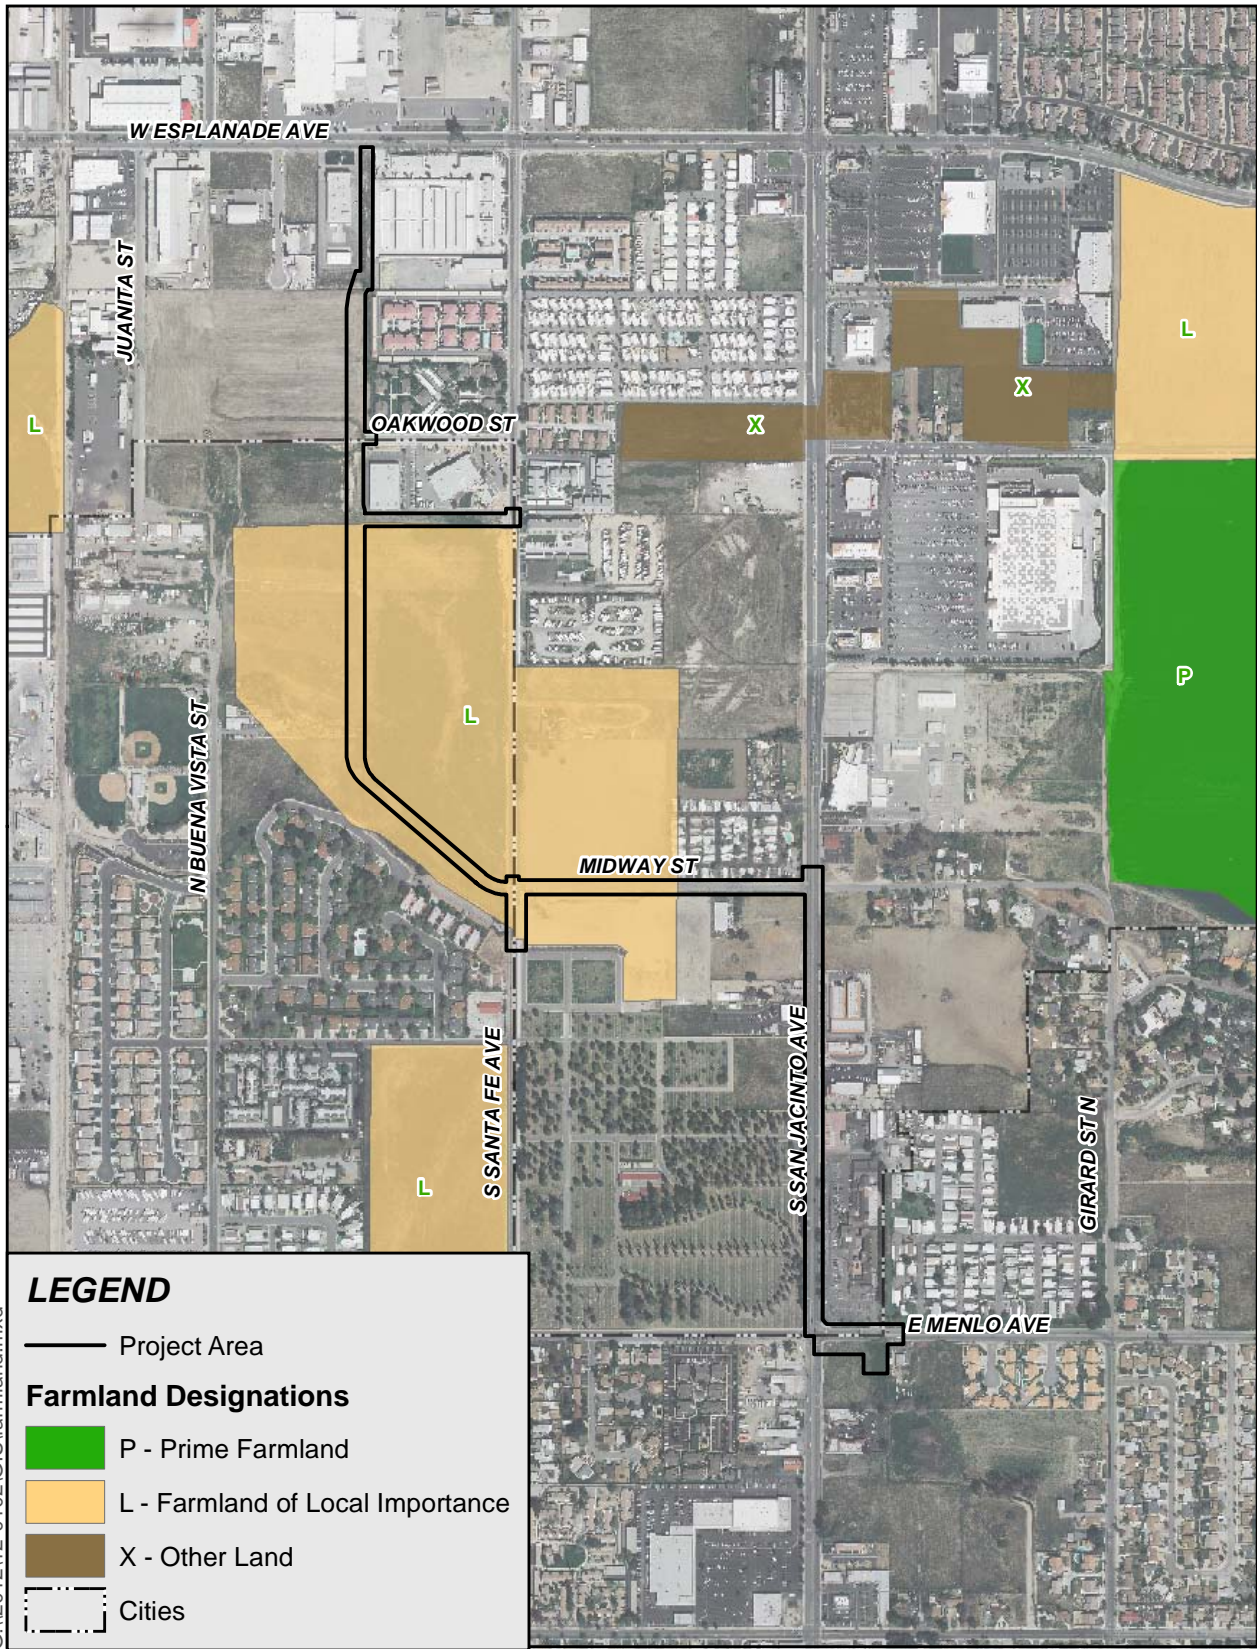 W ESPLANADE AVE
JUANITA ST
L
L
X
X
OAKWOOD ST
P
L
N BUENA VISTA ST
MIDWAY ST
S SANTA FE AVE
S SAN JACINTO AVE
GIRARD ST N
L
E MENLO AVE
LEGEND
Project Area
Farmland Designations
P - Prime Farmland
L - Farmland of Local Importance
X - Other Land
Cities